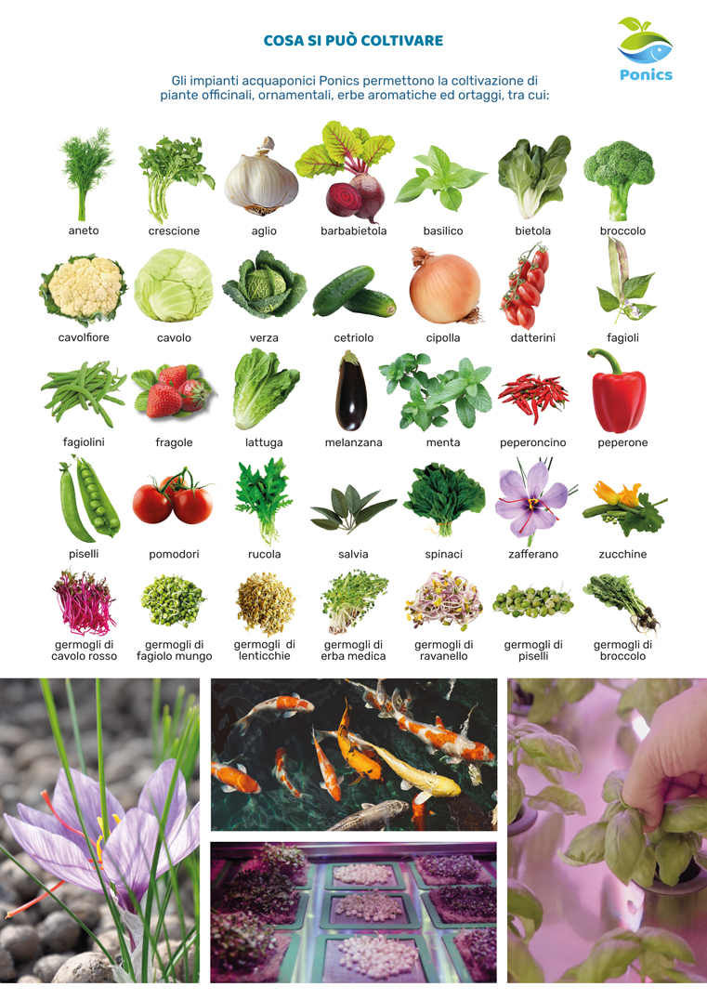 COSA SI PUÒ COLTIVARE
Ponics
Gli impianti acquaponici Ponics permettono la coltivazione di
piante officinali, ornamentali, erbe aromatiche ed ortaggi, tra cui:
aneto
crescione
aglio
barbabietola
basilico
bietola
broccolo
cavolfiore
cavolo
verza
cetriolo
cipolla
datterini
fagioli
fagiolini
fragole
lattuga
melanzana
menta
peperoncino
peperone
piselli
pomodori
rucola
salvia
spinaci
zafferano
zucchine
germogli di
cavolo rosso
germogli di
fagiolo mungo
germogli di
lenticchie
germogli di
erba medica
germogli di
ravanello
germogli di
piselli
germogli di
broccolo